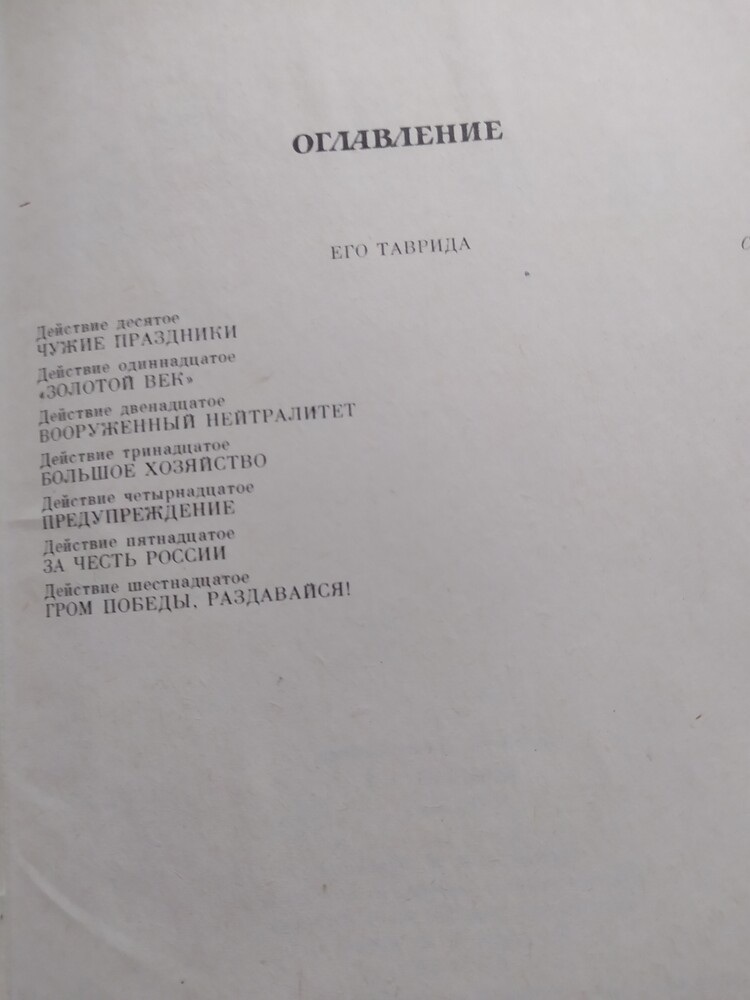 ОГЛАВЛЕНИЕ
ЕГО ТАВРИДА
Действие десятое
ЧУЖИЕ ПРАЗДНИКИ
Действие одиннадцатое
«ЗОЛОТОЙ ВЕК»
Действие двенадцатое
ВООРУЖЕННЫЙ НЕЙТРАЛИТЕТ
Действие тринадцатое
БОЛЬШОЕ ХОЗЯЙСТВО
Действие четырнадцатое
ПРЕДУПРЕЖДЕНИЕ
Действие пятнадцатое
ЗА ЧЕСТЬ РОССИИ
Действие шестнадцатое
ГРОМ ПОБЕДЫ, РАЗДАВАЙСЯ!